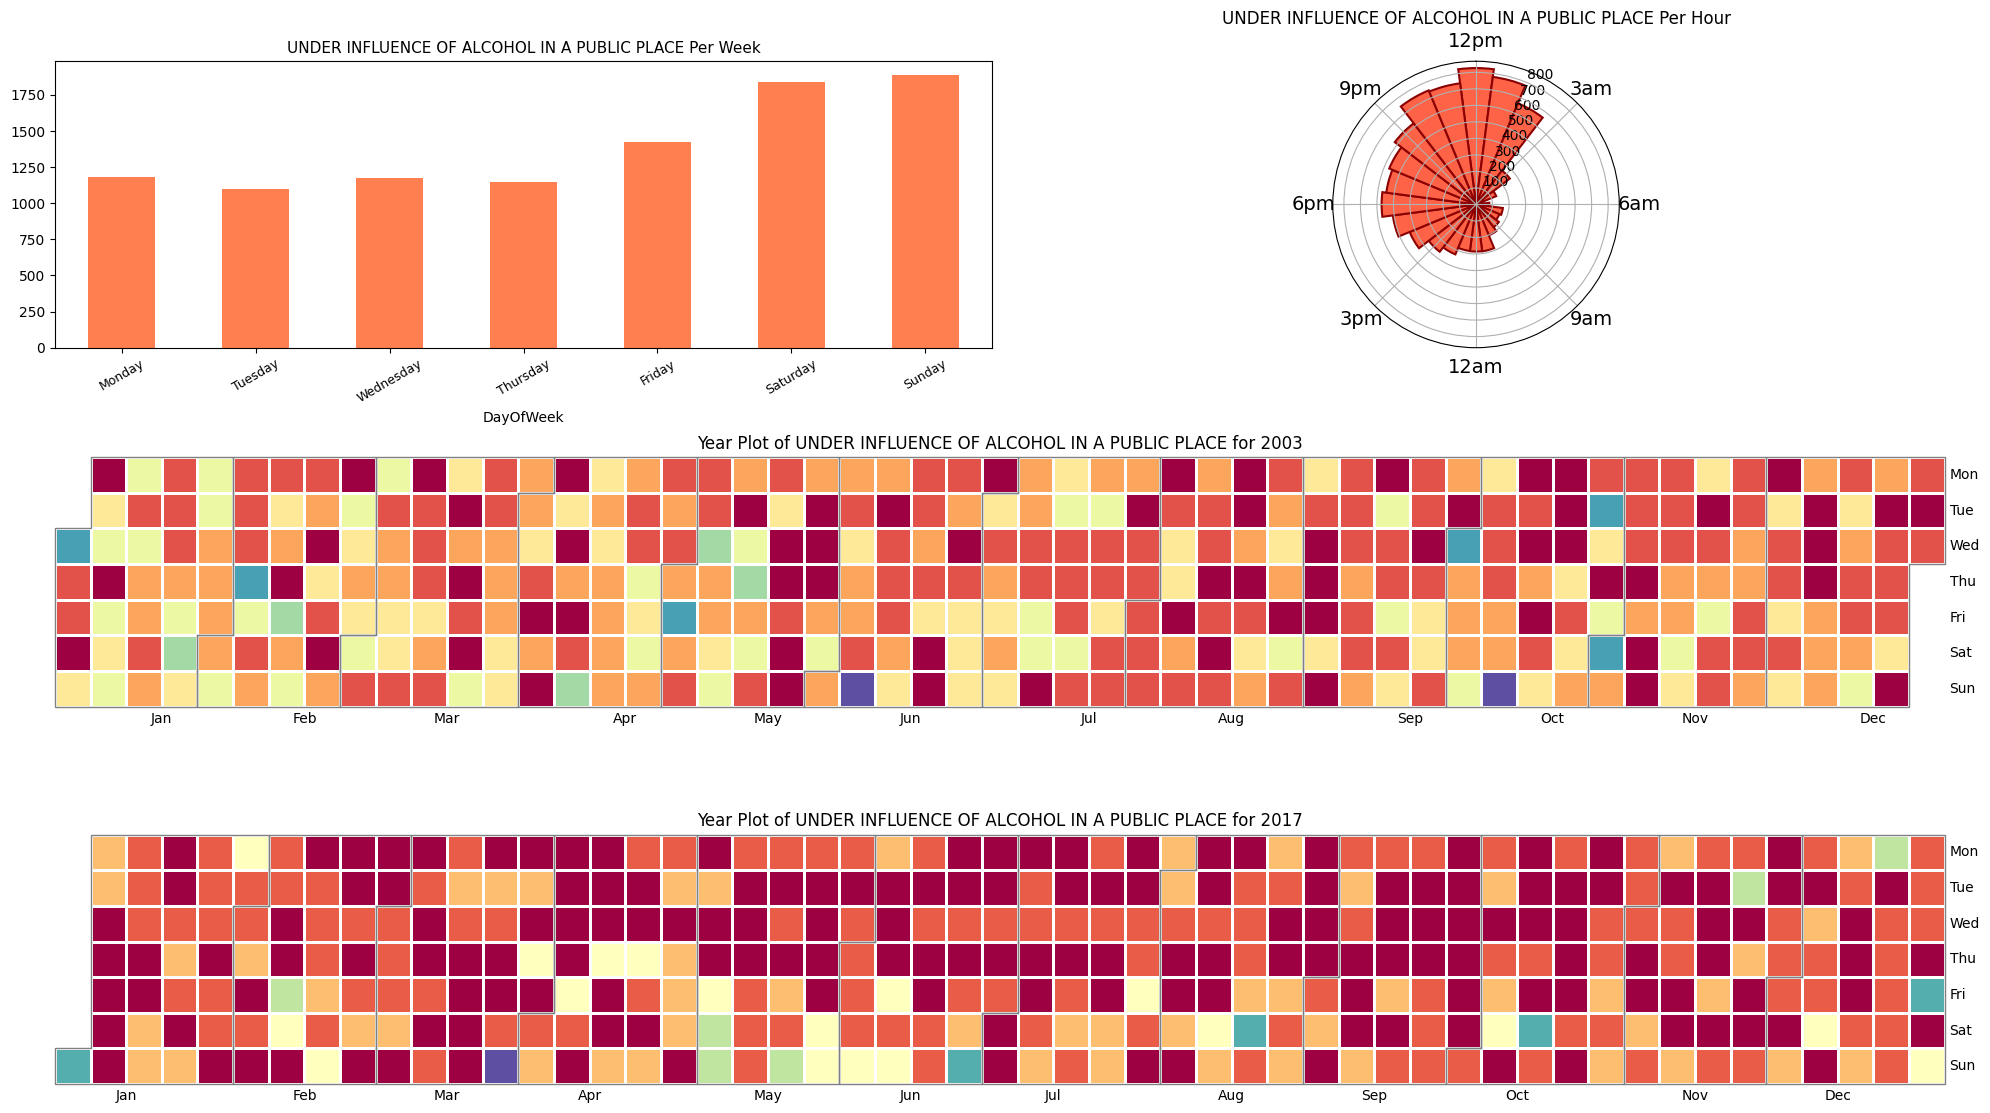 UNDER INFLUENCE OF ALCOHOL IN A PUBLIC PLACE Per Week
1750
1500
1250
1000
750
500
250
0
Monday Tuesday Wednesday Thursday Friday Saturday Sunday
DayOfWeek
UNDER INFLUENCE OF ALCOHOL IN A PUBLIC PLACE Per Hour
12pm
9pm
3am
6pm
6am
3pm
9am
12am
800
700
600
500
400
300
200
100
Year Plot of UNDER INFLUENCE OF ALCOHOL IN A PUBLIC PLACE for 2003
Mon
Tue
Wed
Thu
Fri
Sat
Sun
Jan Feb Mar Apr May Jun Jul Aug Sep Oct Nov Dec
Year Plot of UNDER INFLUENCE OF ALCOHOL IN A PUBLIC PLACE for 2017
Mon
Tue
Wed
Thu
Fri
Sat
Sun
Jan Feb Mar Apr May Jun Jul Aug Sep Oct Nov Dec